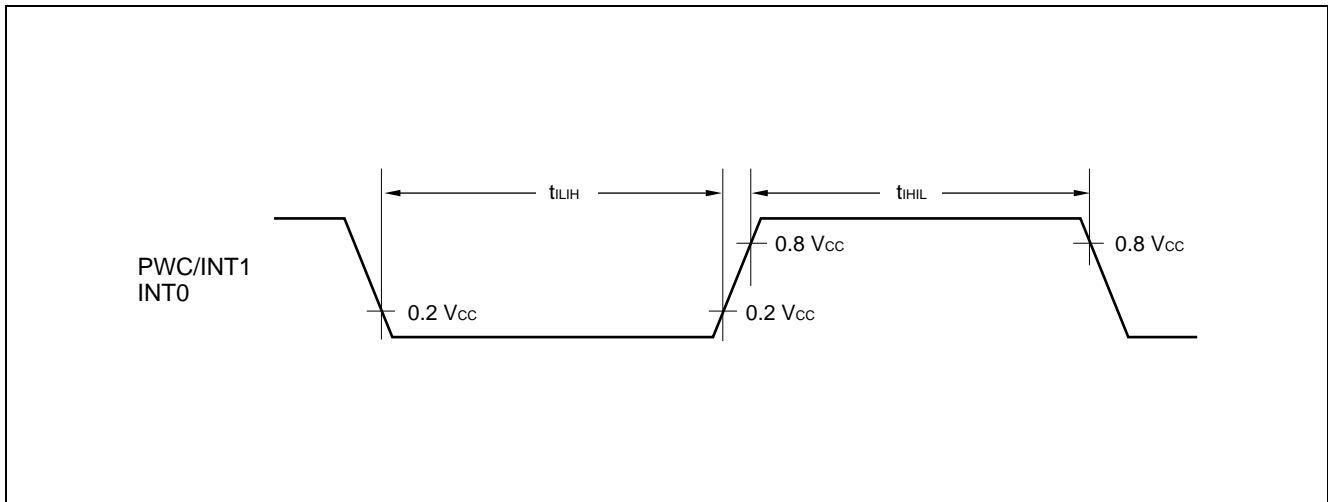 tILIH
tIHIL
0.8 VCC
0.8 VCC
PWC/INT1
INT0
0.2 VCC
0.2 VCC